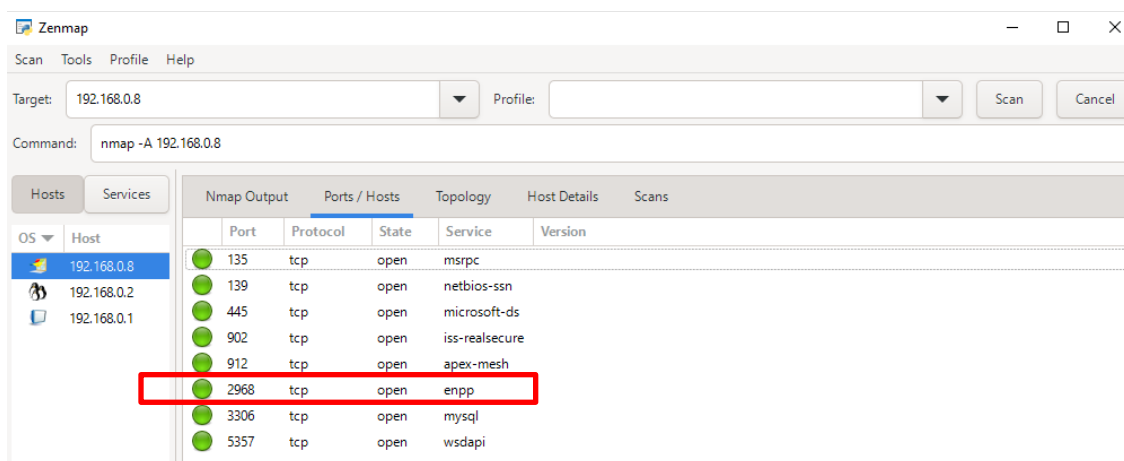 Zenmap
Scan Tools Profile Help
Target: 192.168.0.8 Profile: Scan Cancel
Command: nmap -A 192.168.0.8
Hosts Services Nmap Output Ports / Hosts Topology Host Details Scans
OS Host Port Protocol State Service Version
192.168.0.8 135 tcp open msrpc
192.168.0.2 139 tcp open netbios-ssn
192.168.0.1 445 tcp open microsoft-ds
902 tcp open iss-realsecure
912 tcp open apex-mesh
2968 tcp open enpp
3306 tcp open mysql
5357 tcp open wsdapi